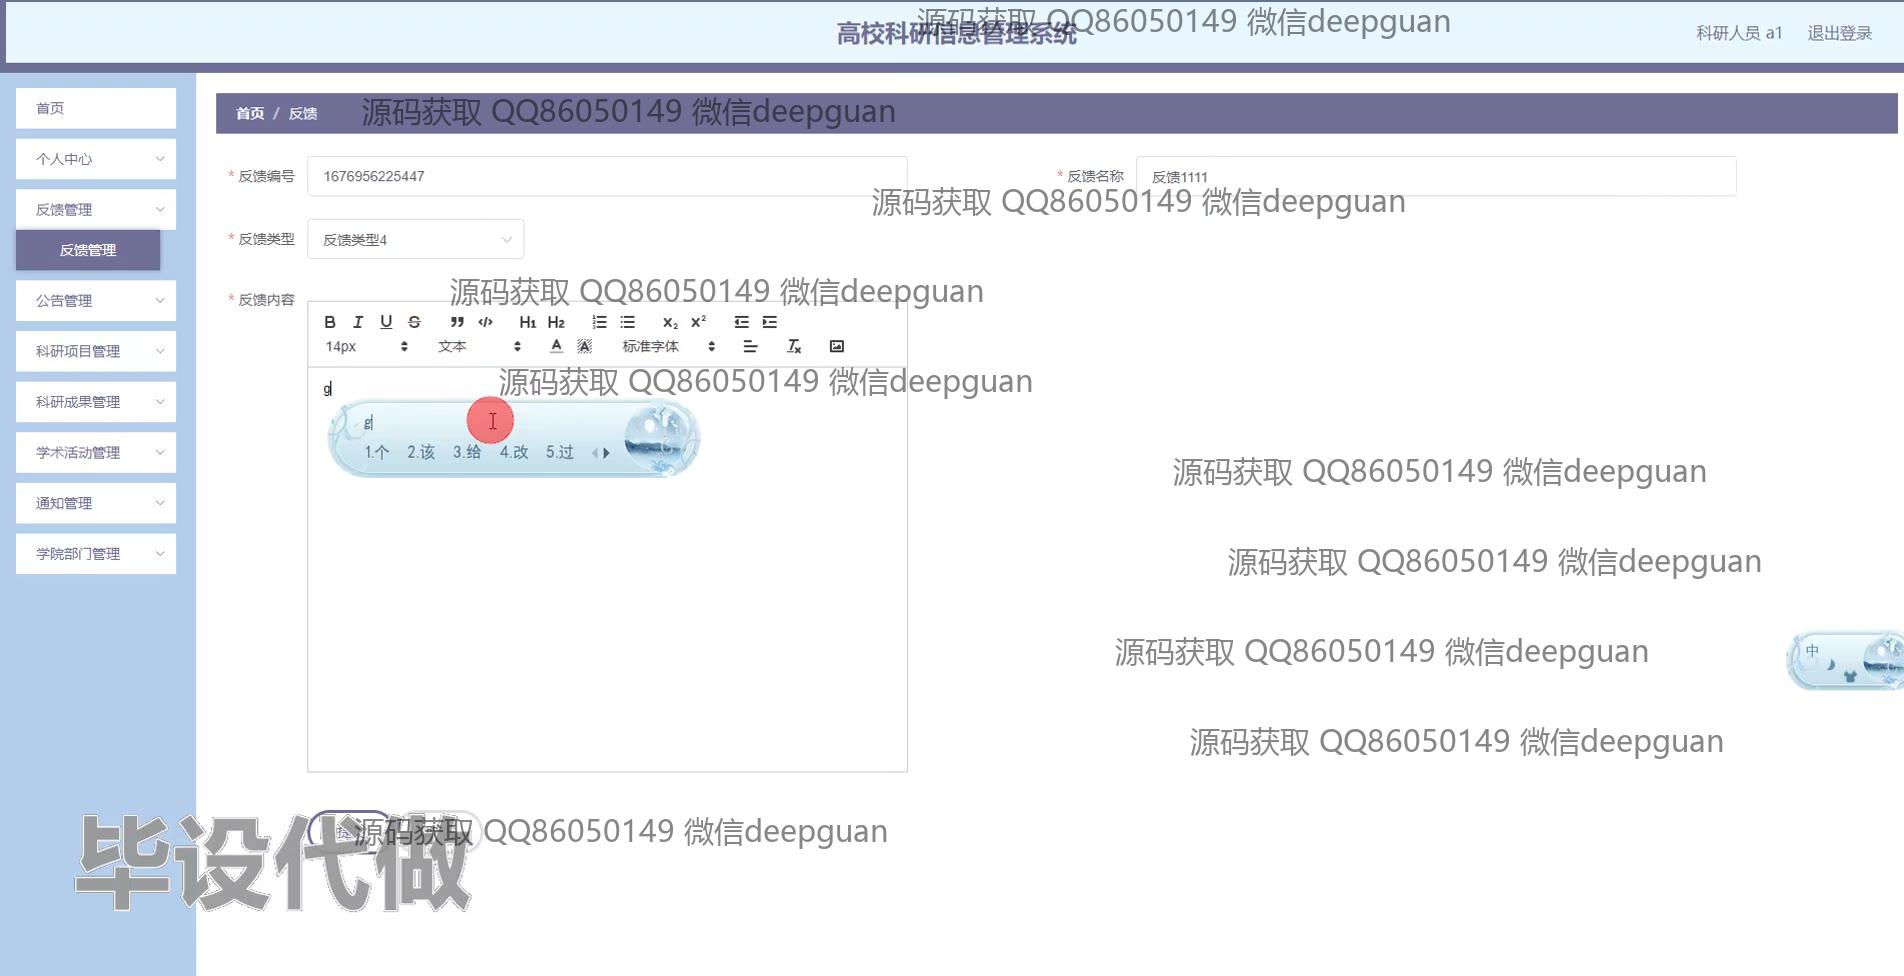 源码获取 QQ86050149 微信deepguan
高校科研信息管理系统
科研人员 a1 退出登录
首页
个人中心
反馈管理
反馈管理
公告管理
科研项目管理
科研成果管理
学术活动管理
通知管理
学院部门管理
首页 / 反馈
源码获取 QQ86050149 微信deepguan
* 反馈编号 1676956225447
* 反馈名称 反馈1111
源码获取 QQ86050149 微信deepguan
* 反馈类型 反馈类型4
源码获取 QQ86050149 微信deepguan
* 反馈内容
B I U S H1 H2 x2 x2
14px 文本 A A 标准字体 Tx
g
源码获取 QQ86050149 微信deepguan
g
1.个 2.该 3.给 4.改 5.过
源码获取 QQ86050149 微信deepguan
源码获取 QQ86050149 微信deepguan
源码获取 QQ86050149 微信deepguan
中
源码获取 QQ86050149 微信deepguan
源码获取 QQ86050149 微信deepguan
毕设代做